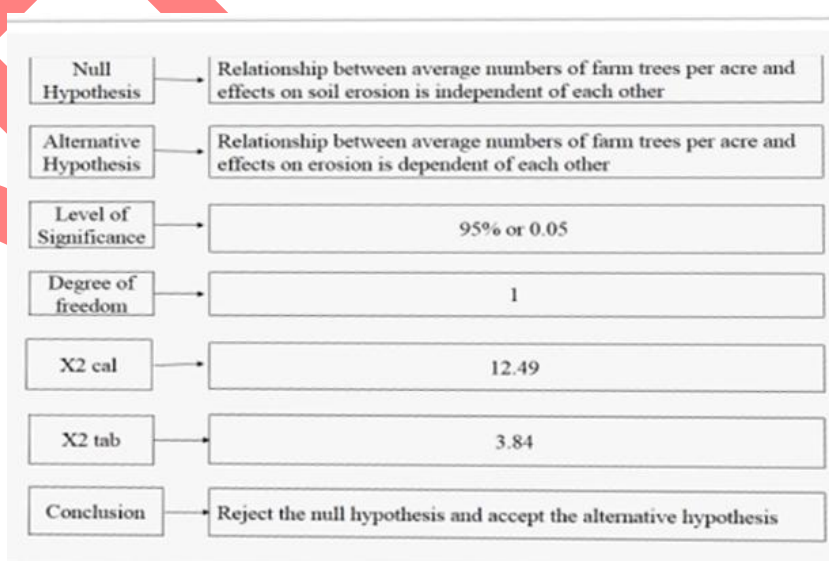 Null
Hypothesis
Relationship between average numbers of farm trees per acre and
effects on soil erosion is independent of each other
Alternative
Hypothesis
Relationship between average numbers of farm trees per acre and
effects on erosion is dependent of each other
Level of
Significance
95% or 0.05
Degree of
freedom
1
X2 cal
12.49
X2 tab
3.84
Conclusion
Reject the null hypothesis and accept the alternative hypothesis